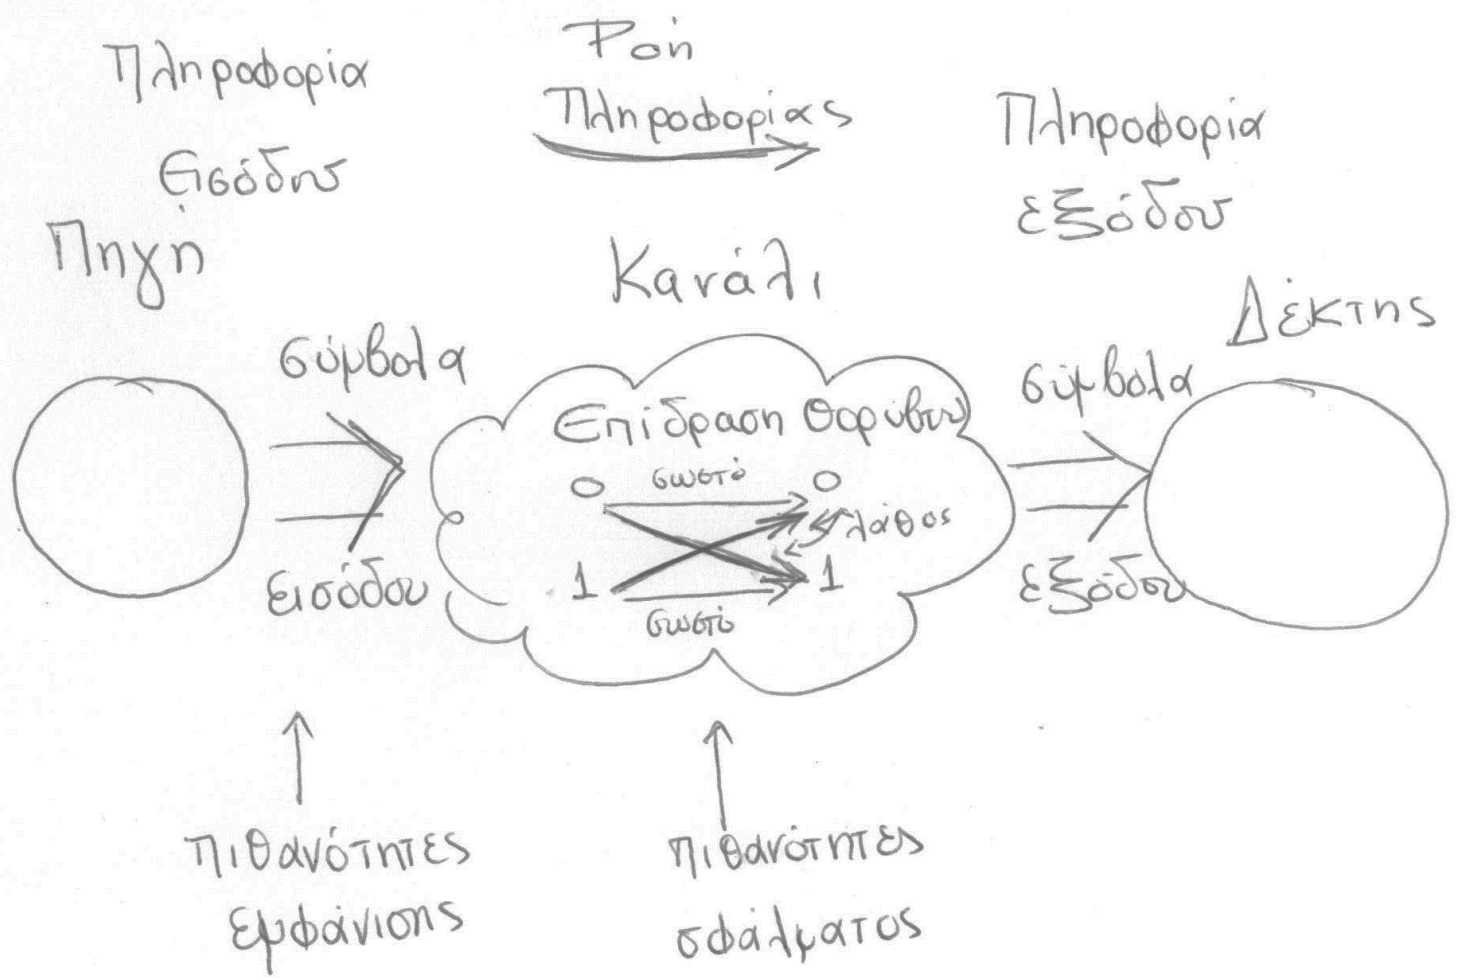 Πληροφορία
Εισόδου
Ροή
Πληροφορίας
Πληροφορία
εξόδου
Πηγή
Κανάλι
Δέκτης
σύμβολα
εισόδου
Επίδραση Θορύβου
0 σωστό 0
λάθος
1 1
σωστό
σύμβολα
εξόδου
πιθανότητες
εμφάνισης
πιθανότητες
σφάλματος